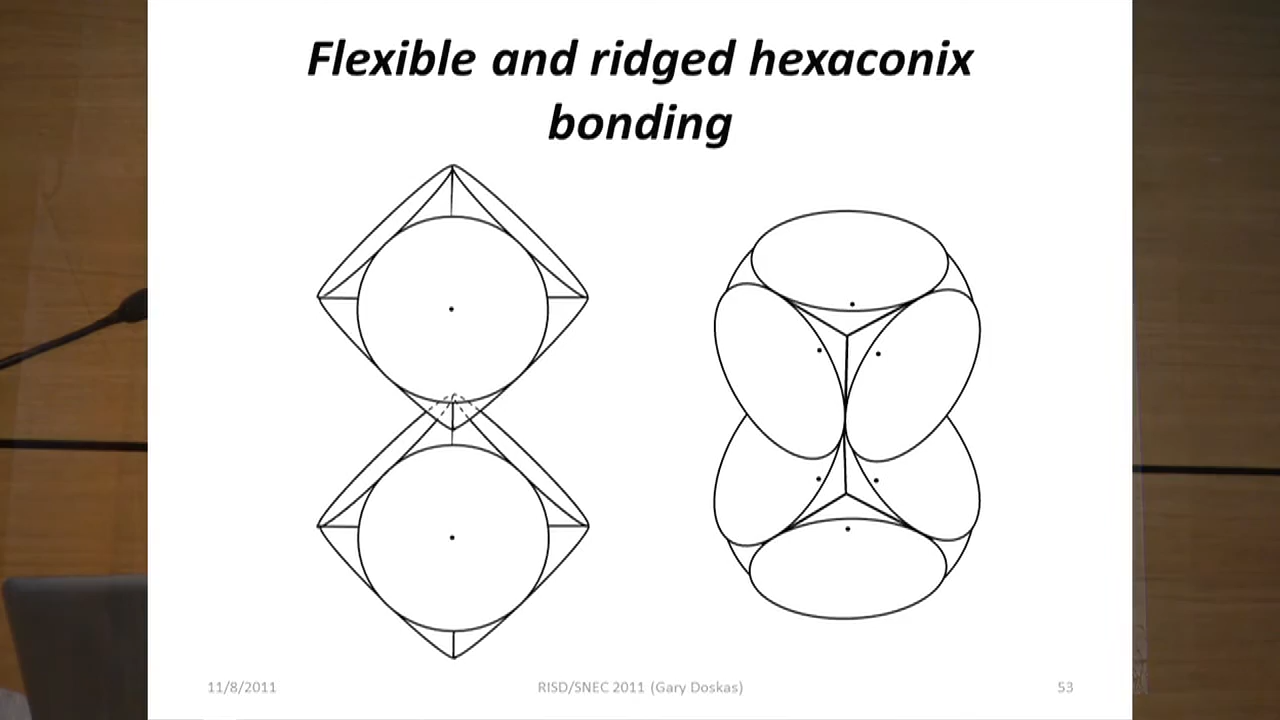 Flexible and ridged hexaconix
bonding
11/8/2011
RISD/SNEC 2011 (Gary Doskas)
53